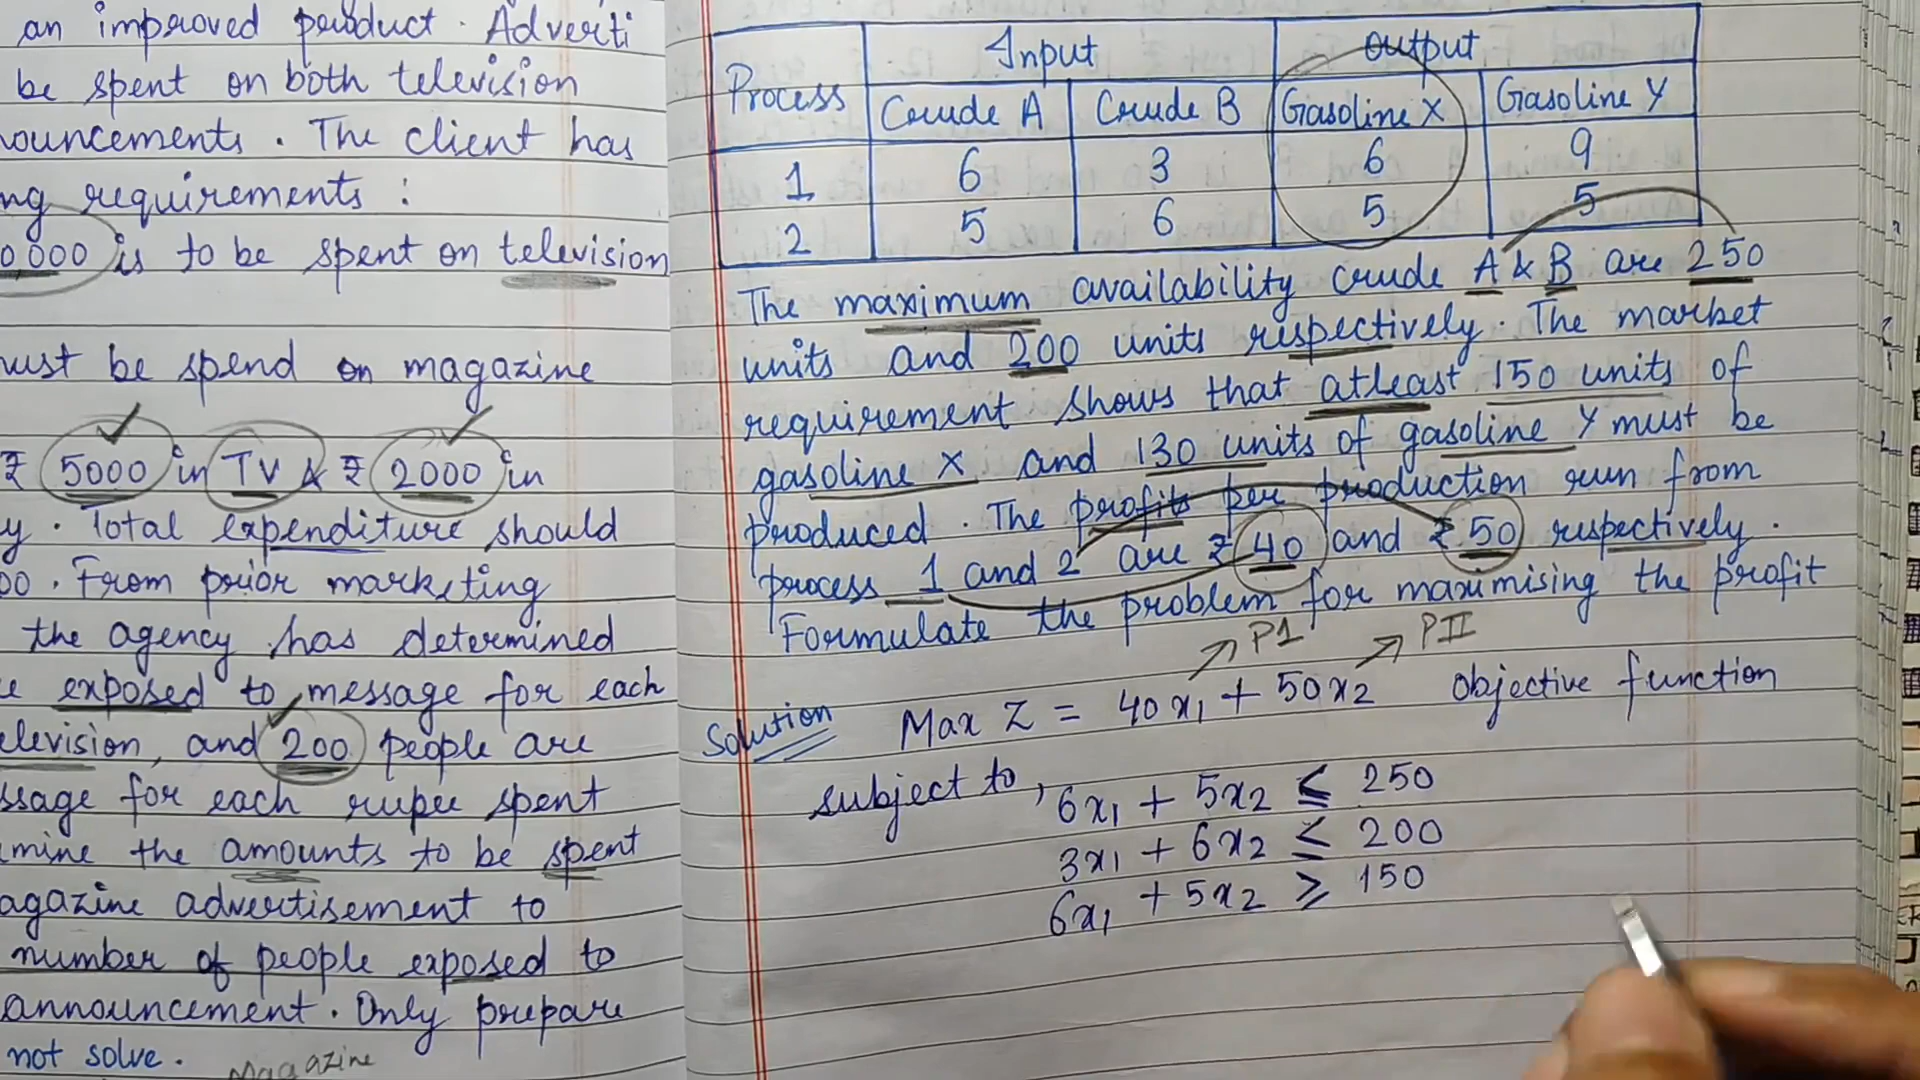 an improved product. Adverti
be spent on both television
nouncements. The client has
ng requirements :
0,000 is to be spent on television
must be spend on magazine
₹ 5000 in TV & ₹ 2000 in
y. Total expenditure should
00. From prior marketing
the agency has determined
exposed to message for each
elevision, and 200 people are
ssage for each rupee spent
mine the amounts to be spent
agazine advertisement to
number of people exposed to
announcement. Only prepare
not solve.
Magazine
Process Input Output
Crude A Crude B Gasoline X Gasoline Y
1 6 3 6 9
2 5 6 5 5
The maximum availability crude A & B are 250
units and 200 units respectively. The market
requirement shows that atleast 150 units of
gasoline X and 130 units of gasoline Y must be
produced. The profits per production run from
process 1 and 2 are ₹ 40 and ₹ 50 respectively.
Formulate the problem for maximising the profit
P1 PII
Solution Max Z = 40x1 + 50x2 Objective function
subject to, 6x1 + 5x2 ≤ 250
3x1 + 6x2 ≤ 200
6x1 + 5x2 ≥ 150